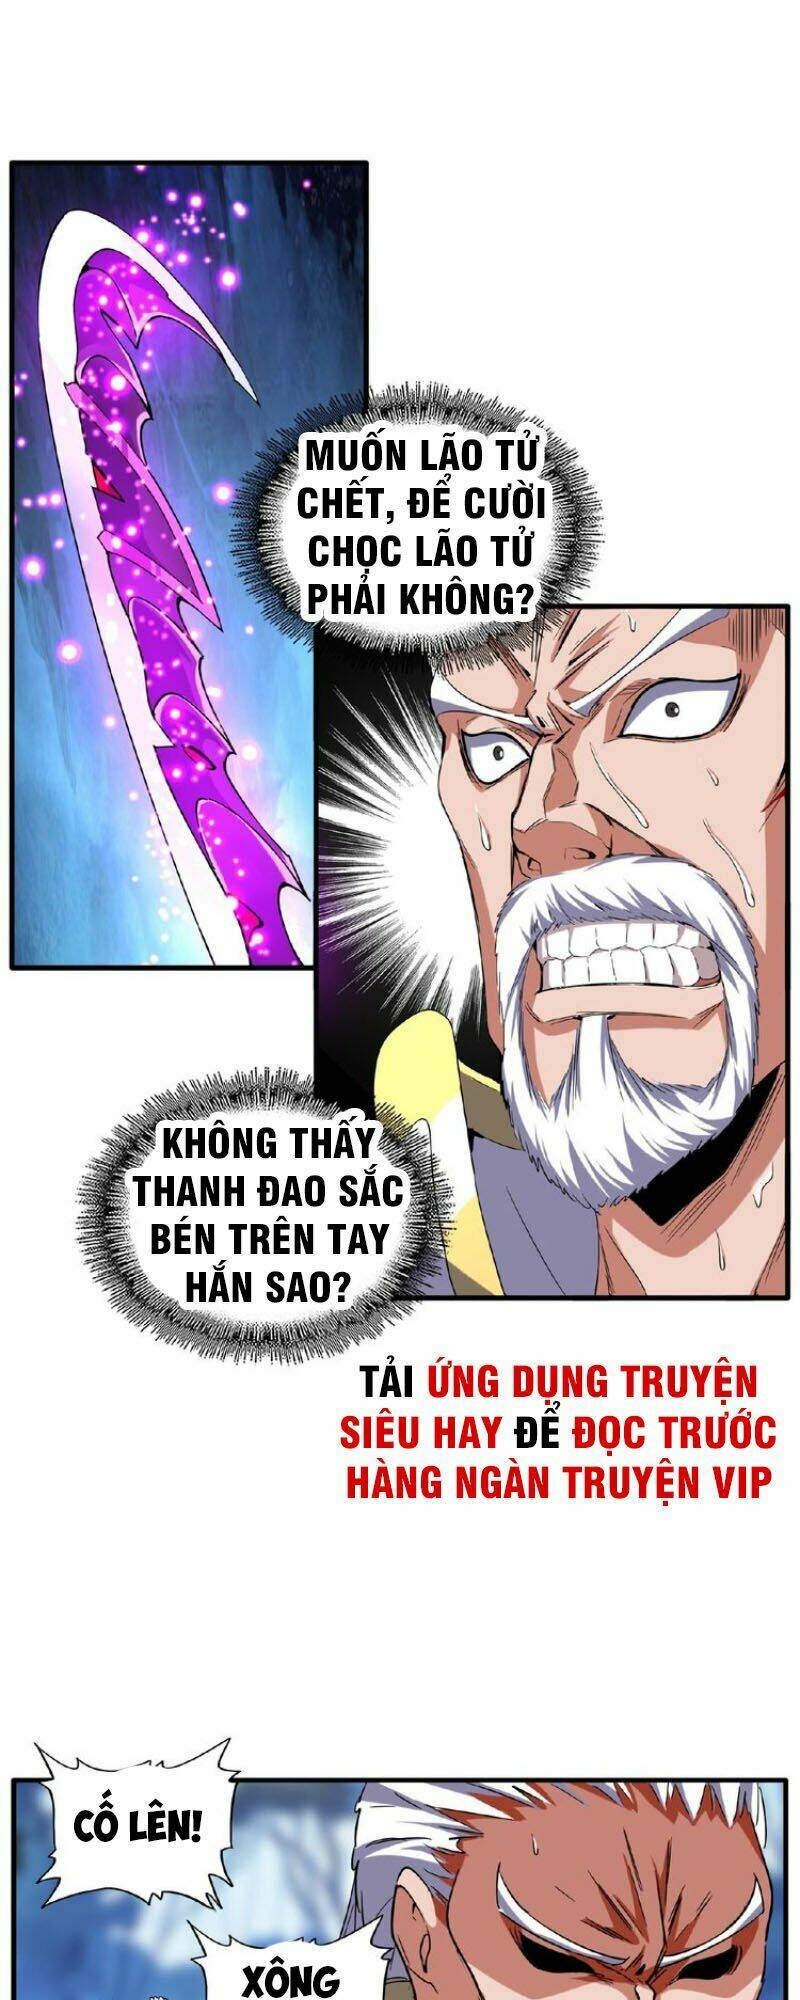 MUỐN LÃO TỬ
CHẾT, ĐỂ CƯỜI
CHỌC LÃO TỬ
PHẢI KHÔNG?
KHÔNG THẤY
THANH ĐAO SẮC
BÉN TRÊN TAY
HẮN SAO?
TẢI ỨNG DỤNG TRUYỆN
SIÊU HAY ĐỂ ĐỌC TRƯỚC
HÀNG NGÀN TRUYỆN VIP
CỐ LÊN!
XÔNG